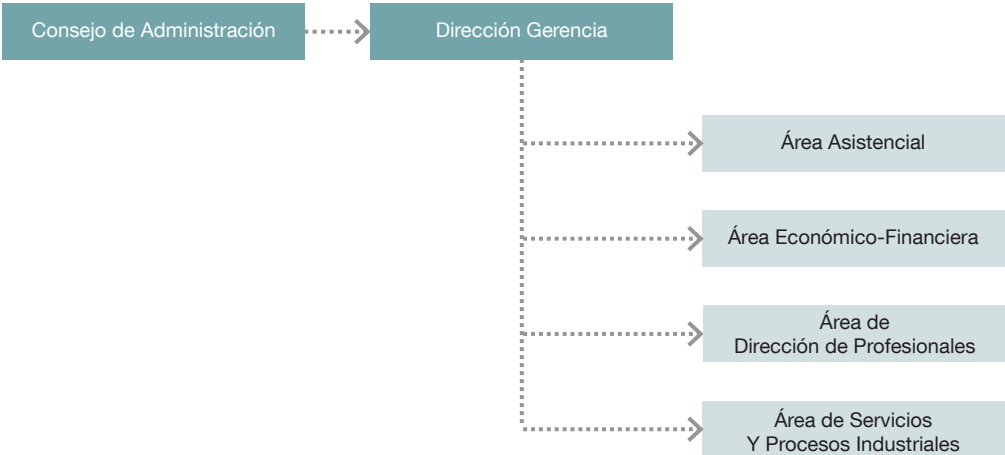 Consejo de Administración
Dirección Gerencia
Área Asistencial
Área Económico-Financiera
Área de
Dirección de Profesionales
Área de Servicios
Y Procesos Industriales